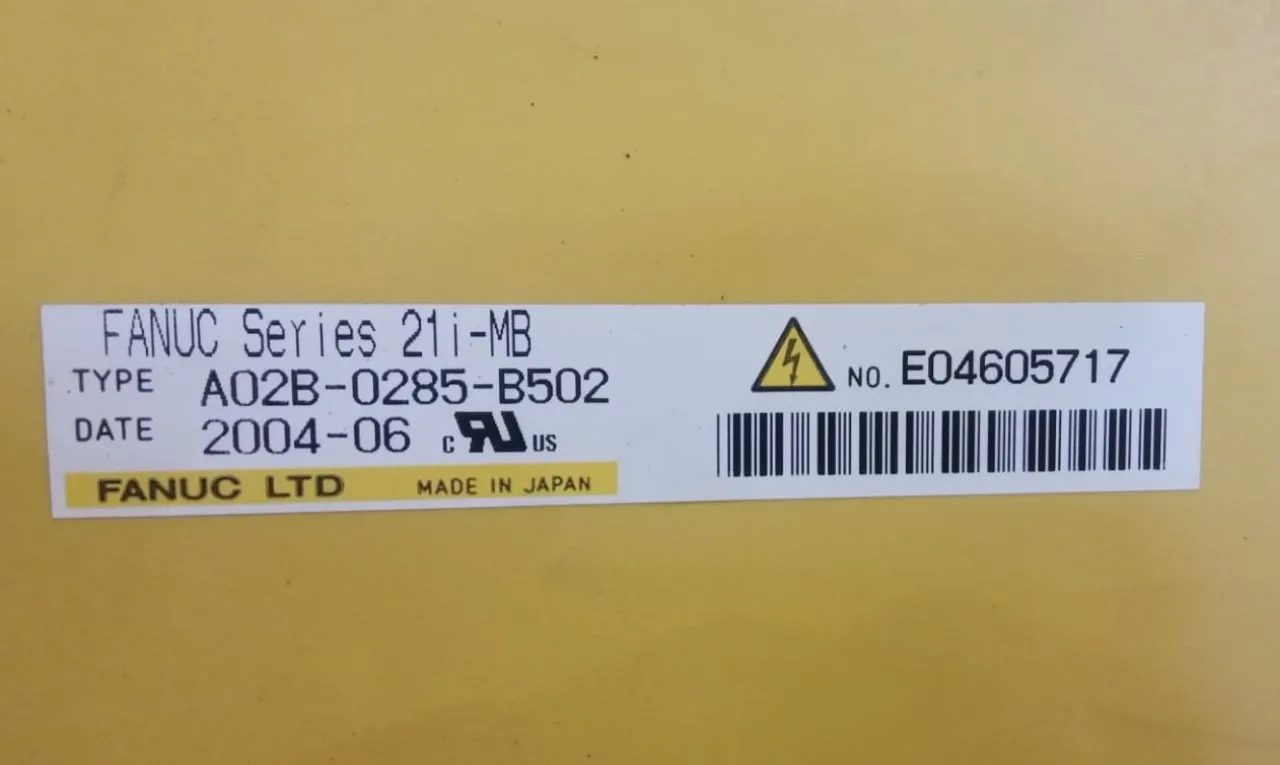 FANUC Series 21i-MB
TYPE A02B-0285-B502
DATE 2004-06 c RU US
FANUC LTD MADE IN JAPAN
NO. E04605717